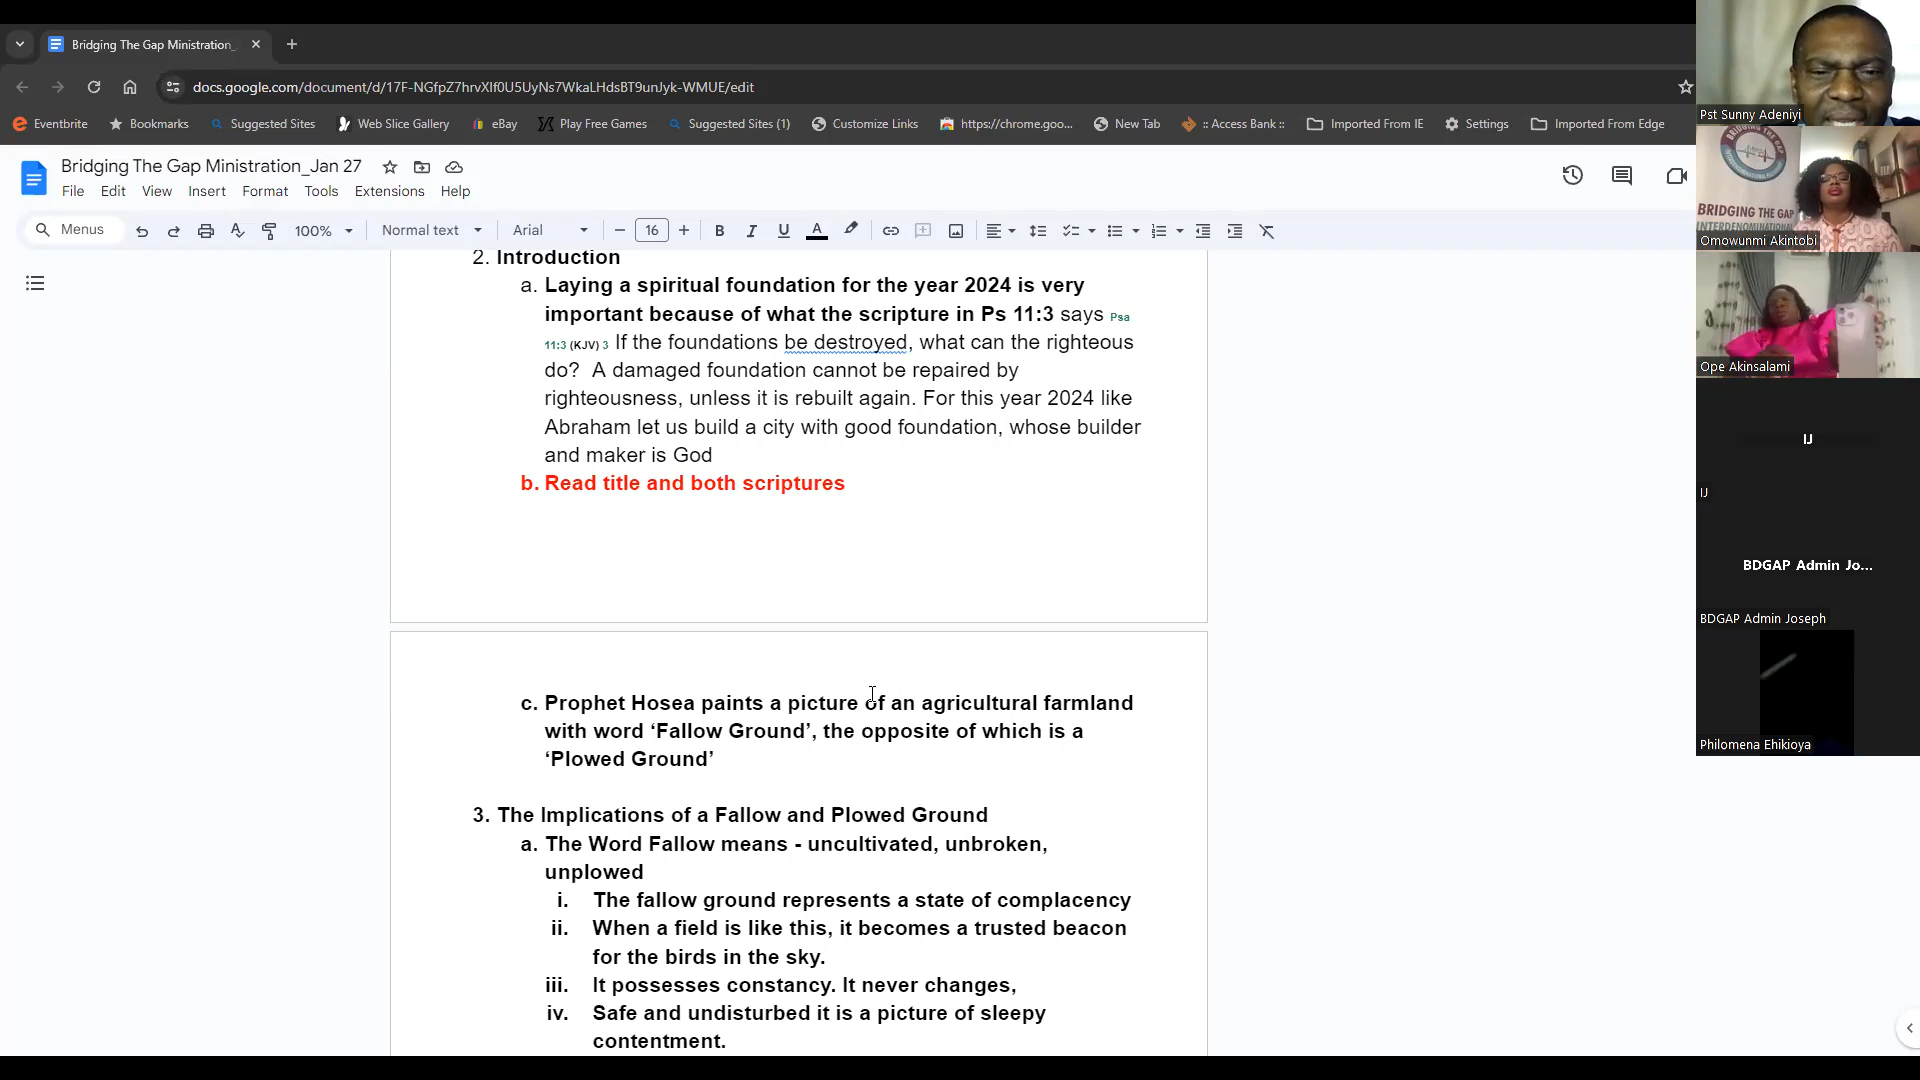 Bridging The Gap Ministration_
docs.google.com/document/d/17F-NGfpZ7hrvXlf0U5UyNs7WkaLHdsBT9unJyk-WMUE/edit
Eventbrite Bookmarks Suggested Sites Web Slice Gallery eBay Play Free Games Suggested Sites (1) Customize Links https://chrome.goo... New Tab :: Access Bank :: Imported From IE Settings Imported From Edge
Bridging The Gap Ministration_Jan 27
File Edit View Insert Format Tools Extensions Help
Menus 100% Normal text Arial 16 B I U A
2. Introduction
a. Laying a spiritual foundation for the year 2024 is very
important because of what the scripture in Ps 11:3 says Psa
11:3 (KJV) 3 If the foundations be destroyed, what can the righteous
do? A damaged foundation cannot be repaired by
righteousness, unless it is rebuilt again. For this year 2024 like
Abraham let us build a city with good foundation, whose builder
and maker is God
b. Read title and both scriptures
c. Prophet Hosea paints a picture of an agricultural farmland
with word ‘Fallow Ground’, the opposite of which is a
‘Plowed Ground’
3. The Implications of a Fallow and Plowed Ground
a. The Word Fallow means - uncultivated, unbroken,
unplowed
i. The fallow ground represents a state of complacency
ii. When a field is like this, it becomes a trusted beacon
for the birds in the sky.
iii. It possesses constancy. It never changes,
iv. Safe and undisturbed it is a picture of sleepy
contentment.
Pst Sunny Adeniyi
BRIDGING THE GAP
INTERDENOMINATIONAL
Omowunmi Akintobi
Ope Akinsalami
IJ
IJ
BDGAP Admin Jo...
BDGAP Admin Joseph
Philomena Ehikioya